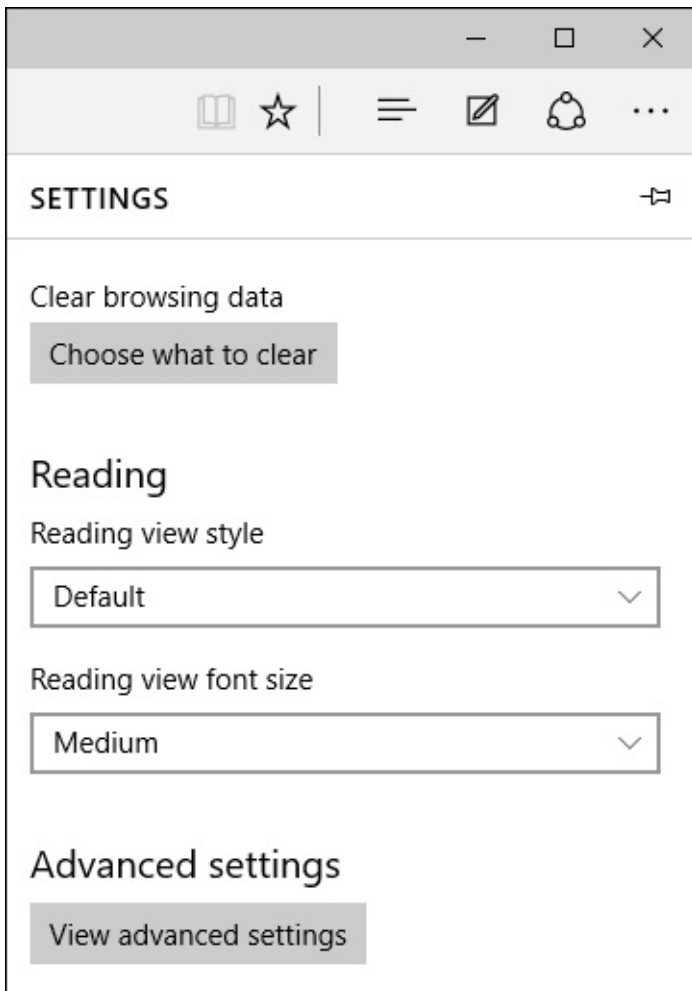 SETTINGS
Clear browsing data
Choose what to clear
Reading
Reading view style
Default
Reading view font size
Medium
Advanced settings
View advanced settings